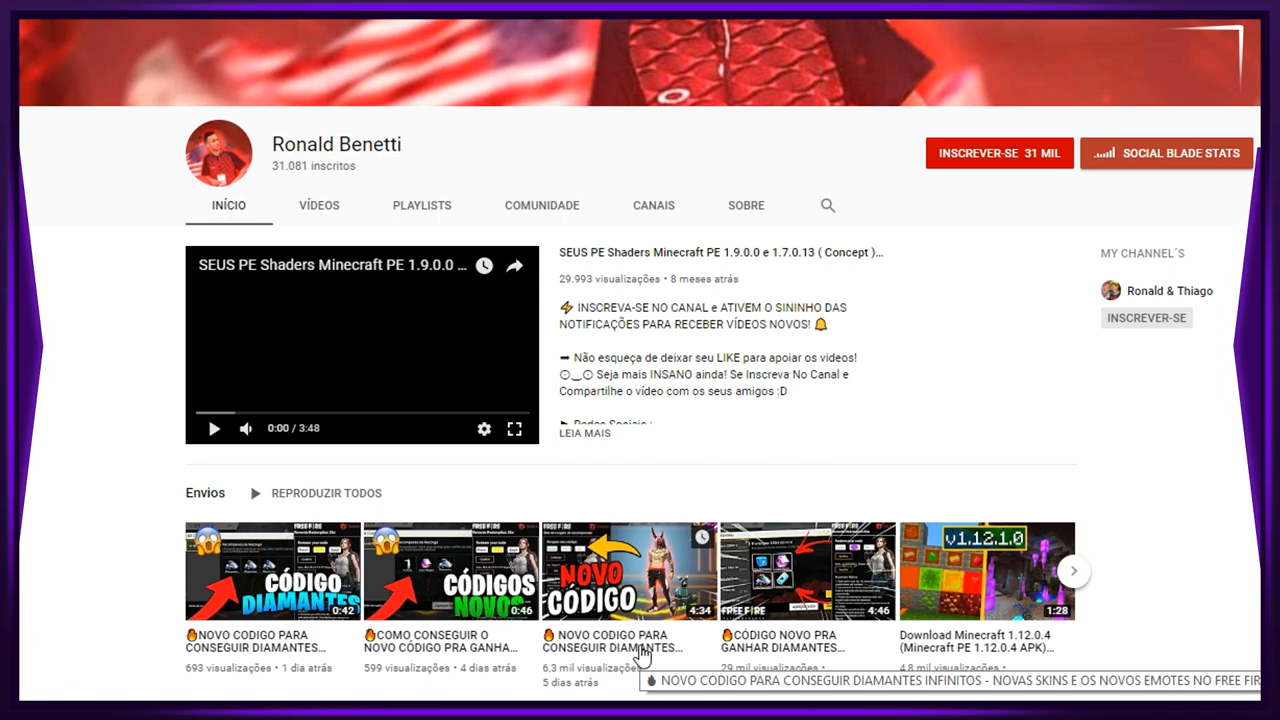 Ronald Benetti
31.081 inscritos
INSCREVER-SE 31 MIL
SOCIAL BLADE STATS
INÍCIO
VÍDEOS
PLAYLISTS
COMUNIDADE
CANAIS
SOBRE
SEUS PE Shaders Minecraft PE 1.9.0.0 ...
0:00 / 3:48
SEUS PE Shaders Minecraft PE 1.9.0.0 e 1.7.0.13 ( Concept )...
29.993 visualizações • 8 meses atrás
⚡ INSCREVA-SE NO CANAL e ATIVEM O SININHO DAS
NOTIFICAÇÕES PARA RECEBER VÍDEOS NOVOS! 🔔
➡ Não esqueça de deixar seu LIKE para apoiar os videos!
⊙‿⊙ Seja mais INSANO ainda! Se Inscreva No Canal e
Compartilhe o vídeo com os seus amigos :D
LEIA MAIS
MY CHANNEL´S
Ronald & Thiago
INSCREVER-SE
Envios
REPRODUZIR TODOS
FREE FIRE
CÓDIGO
DIAMANTES
0:42
FREE FIRE
CÓDIGOS
NOVO
0:46
FREE FIRE
NOVO
CÓDIGO
4:34
FREE FIRE
4:46
v1.12.1.0
1:28
🔥NOVO CODIGO PARA
CONSEGUIR DIAMANTES...
693 visualizações • 1 dia atrás
🔥COMO CONSEGUIR O
NOVO CÓDIGO PRA GANHA...
599 visualizações • 4 dias atrás
🔥 NOVO CODIGO PARA
CONSEGUIR DIAMANTES...
6,3 mil visualizações
5 dias atrás
🔥CÓDIGO NOVO PRA
GANHAR DIAMANTES...
29 mil visualizações •
Download Minecraft 1.12.0.4
(Minecraft PE 1.12.0.4 APK)...
4,8 mil visualizações •
🔥 NOVO CODIGO PARA CONSEGUIR DIAMANTES INFINITOS - NOVAS SKINS E OS NOVOS EMOTES NO FREE FIR